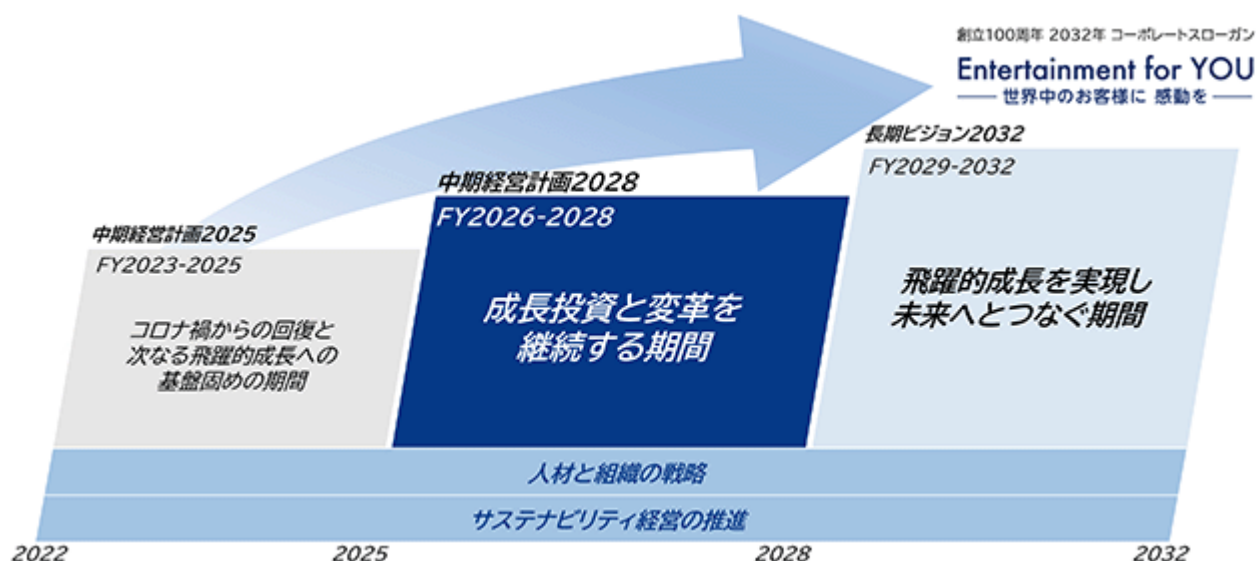 創立100周年 2032年 コーポレートスローガン
Entertainment for YOU
世界中のお客様に 感動を
長期ビジョン2032
FY2029-2032
飛躍的成長を実現し
未来へとつなぐ期間
中期経営計画2028
FY2026-2028
成長投資と変革を
継続する期間
中期経営計画2025
FY2023-2025
コロナ禍からの回復と
次なる飛躍的成長への
基盤固めの期間
人材と組織の戦略
サステナビリティ経営の推進
2022 2025 2028 2032